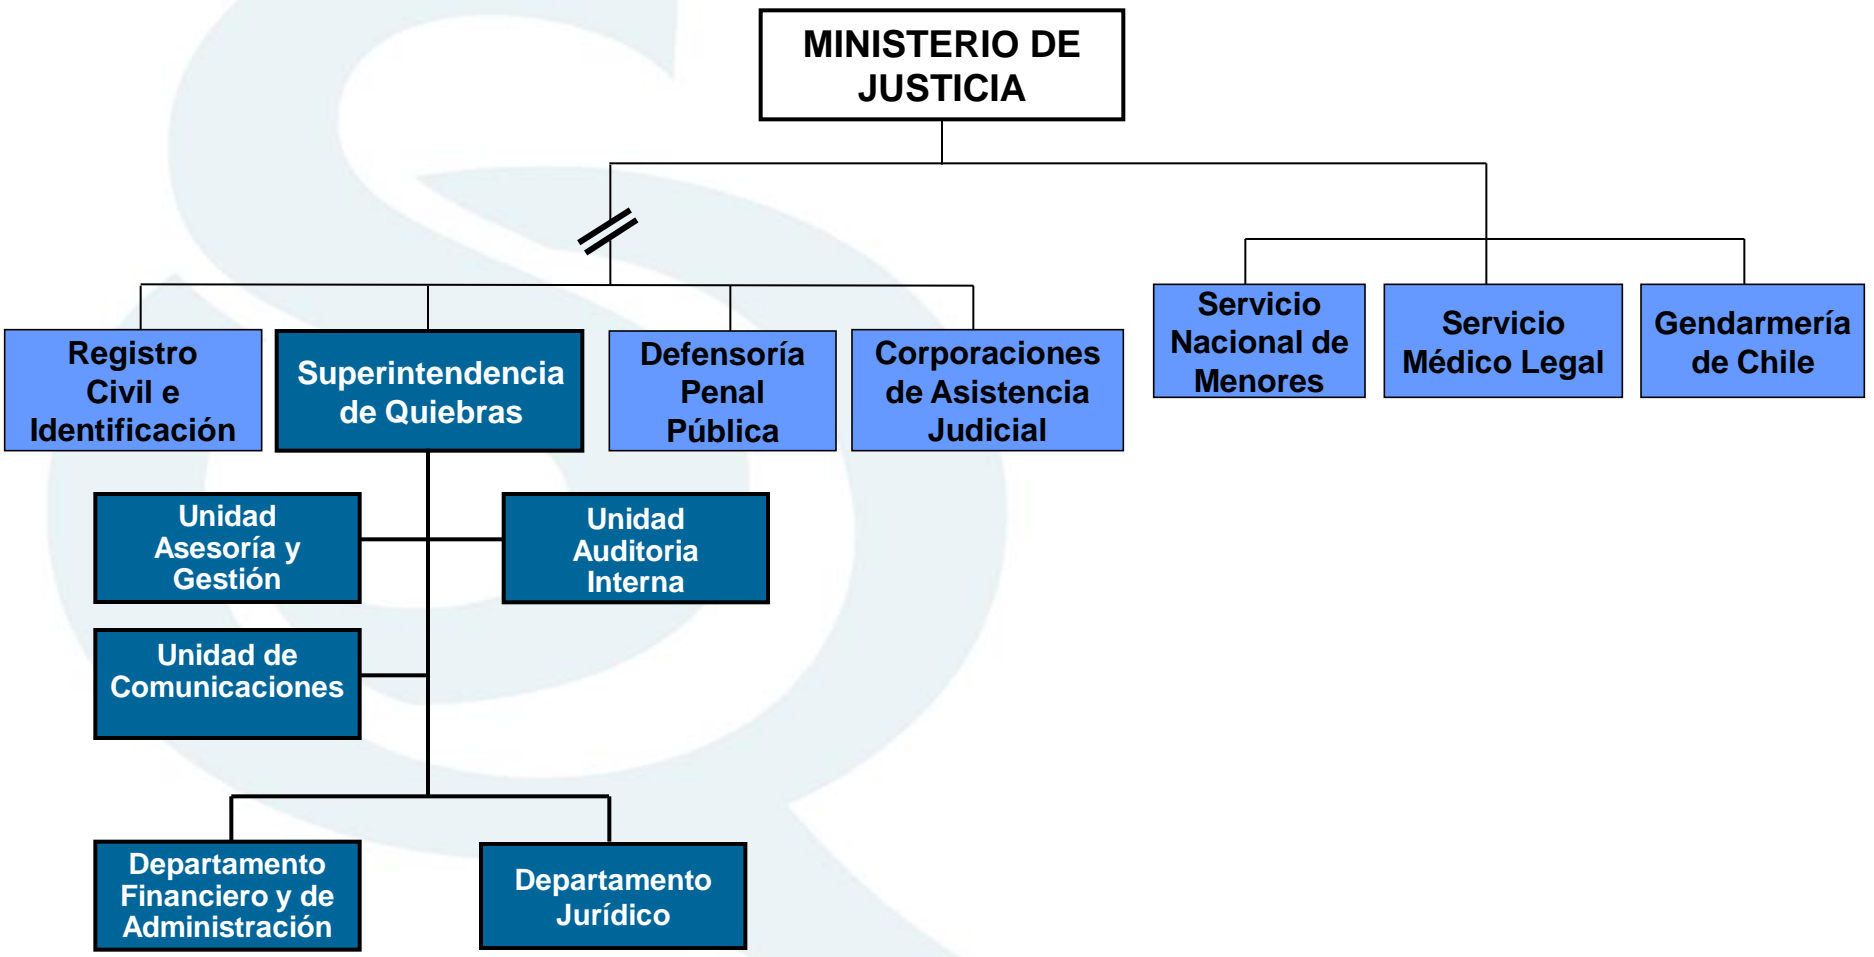 MINISTERIO DE
JUSTICIA
Registro
Civil e
Identificación
Superintendencia
de Quiebras
Defensoría
Penal
Pública
Corporaciones
de Asistencia
Judicial
Servicio
Nacional de
Menores
Servicio
Médico Legal
Gendarmería
de Chile
Unidad
Asesoría y
Gestión
Unidad
Auditoria
Interna
Unidad de
Comunicaciones
Departamento
Financiero y de
Administración
Departamento
Jurídico